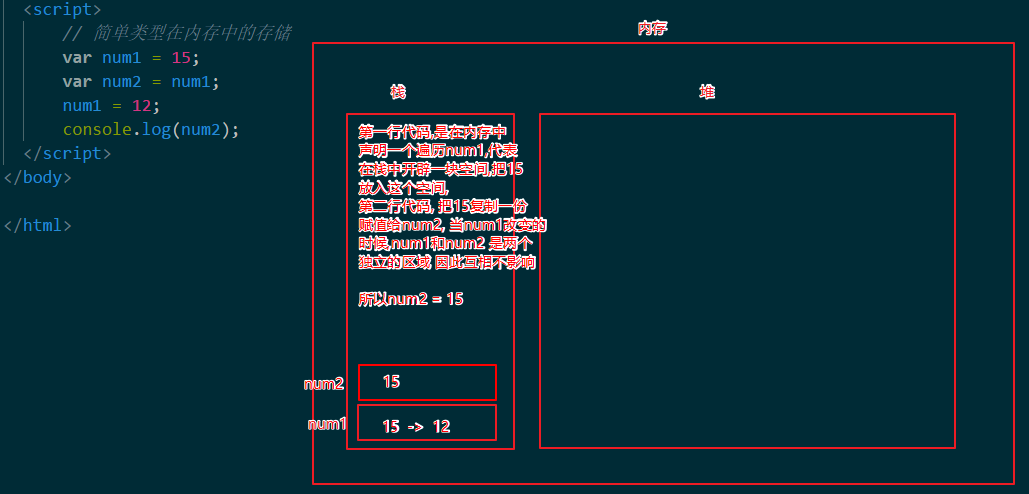 <script>
// 简单类型在内存中的存储
var num1 = 15;
var num2 = num1;
num1 = 12;
console.log(num2);
</script>
</body>
</html>
内存
栈
堆
第一行代码,是在内存中
声明一个遍历num1,代表
在栈中开辟一块空间,把15
放入这个空间,
第二行代码, 把15复制一份
赋值给num2, 当num1改变的
时候,num1和num2 是两个
独立的区域 因此互相不影响
所以num2 = 15
num2
15
num1
15 -> 12